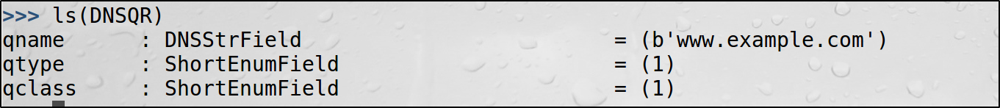 >>> ls(DNSQR)
qname      : DNSStrField                         = (b'www.example.com')
qtype      : ShortEnumField                      = (1)
qclass     : ShortEnumField                      = (1)